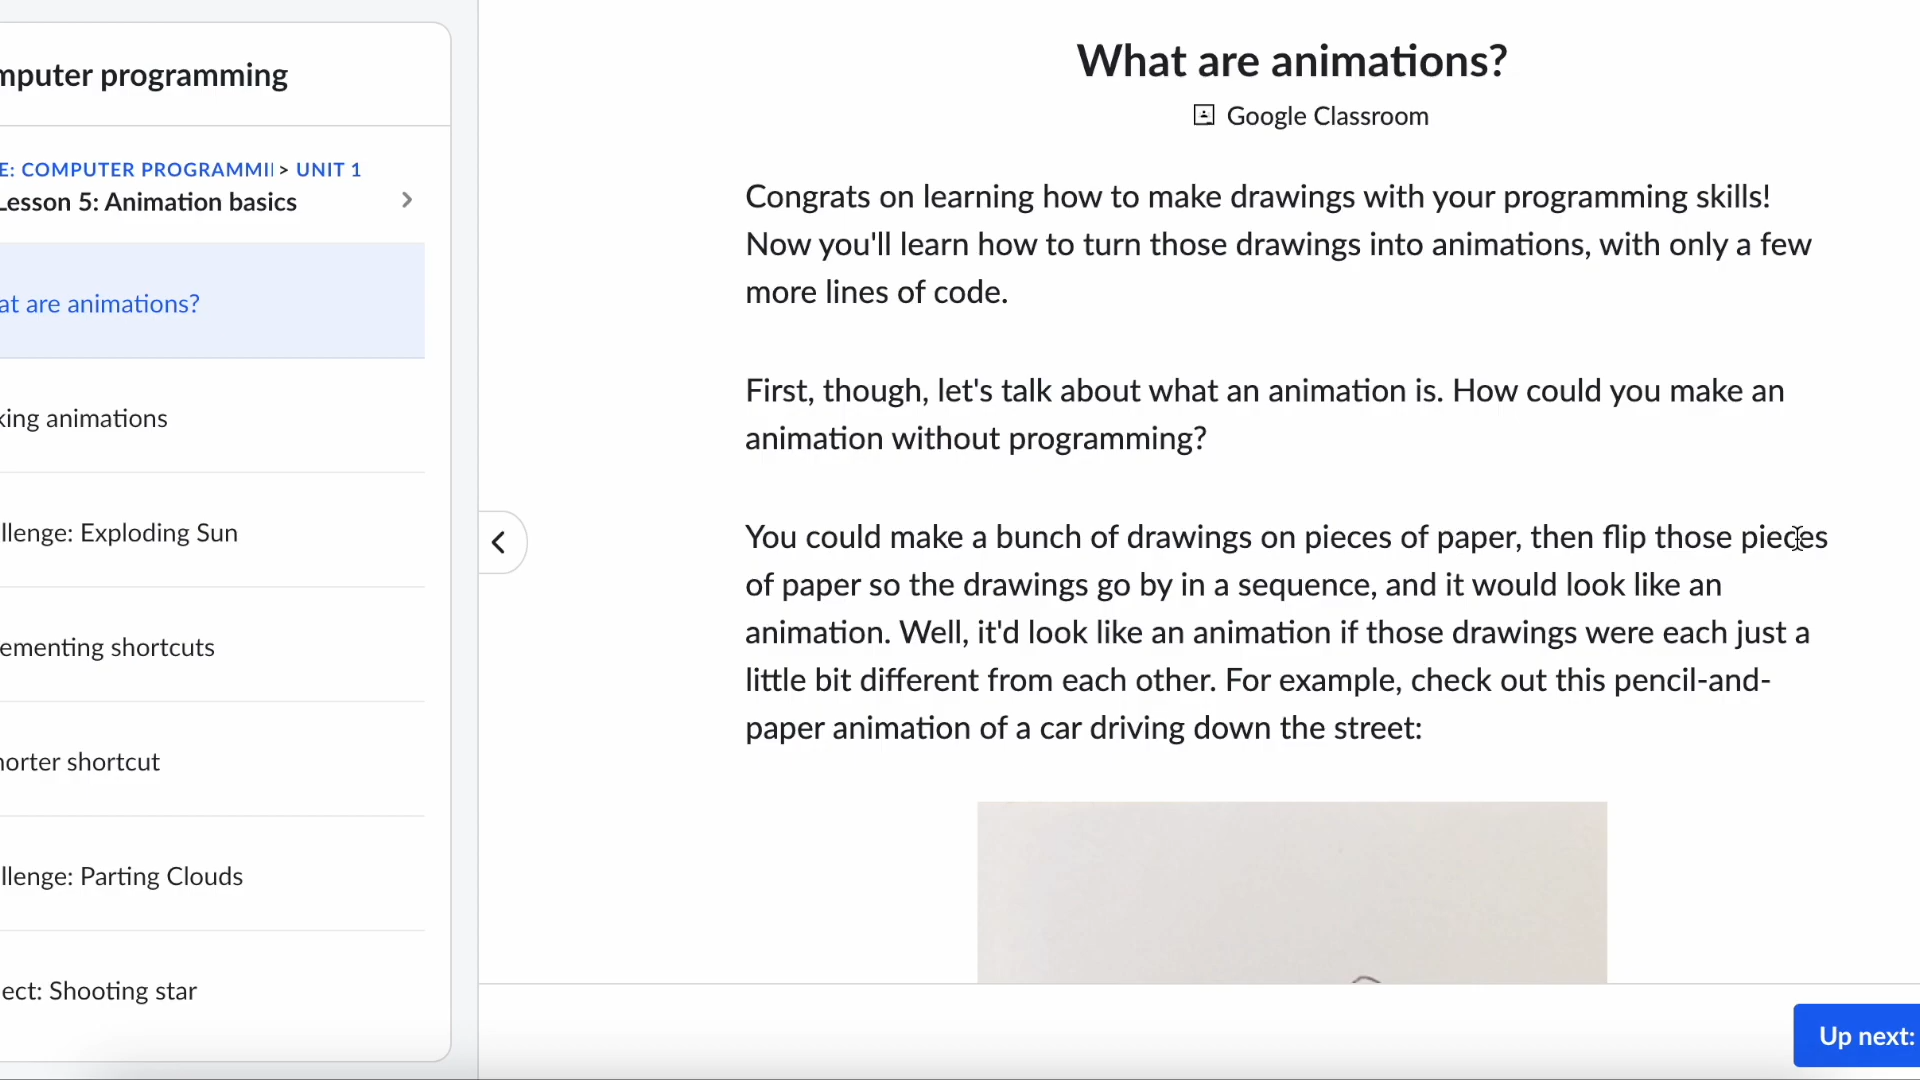 mputer programming
E: COMPUTER PROGRAMMI > UNIT 1
Lesson 5: Animation basics
at are animations?
king animations
llenge: Exploding Sun
ementing shortcuts
horter shortcut
llenge: Parting Clouds
ect: Shooting star
What are animations?
Google Classroom
Congrats on learning how to make drawings with your programming skills!
Now you'll learn how to turn those drawings into animations, with only a few
more lines of code.
First, though, let's talk about what an animation is. How could you make an
animation without programming?
You could make a bunch of drawings on pieces of paper, then flip those pieces
of paper so the drawings go by in a sequence, and it would look like an
animation. Well, it'd look like an animation if those drawings were each just a
little bit different from each other. For example, check out this pencil-and-
paper animation of a car driving down the street:
Up next: